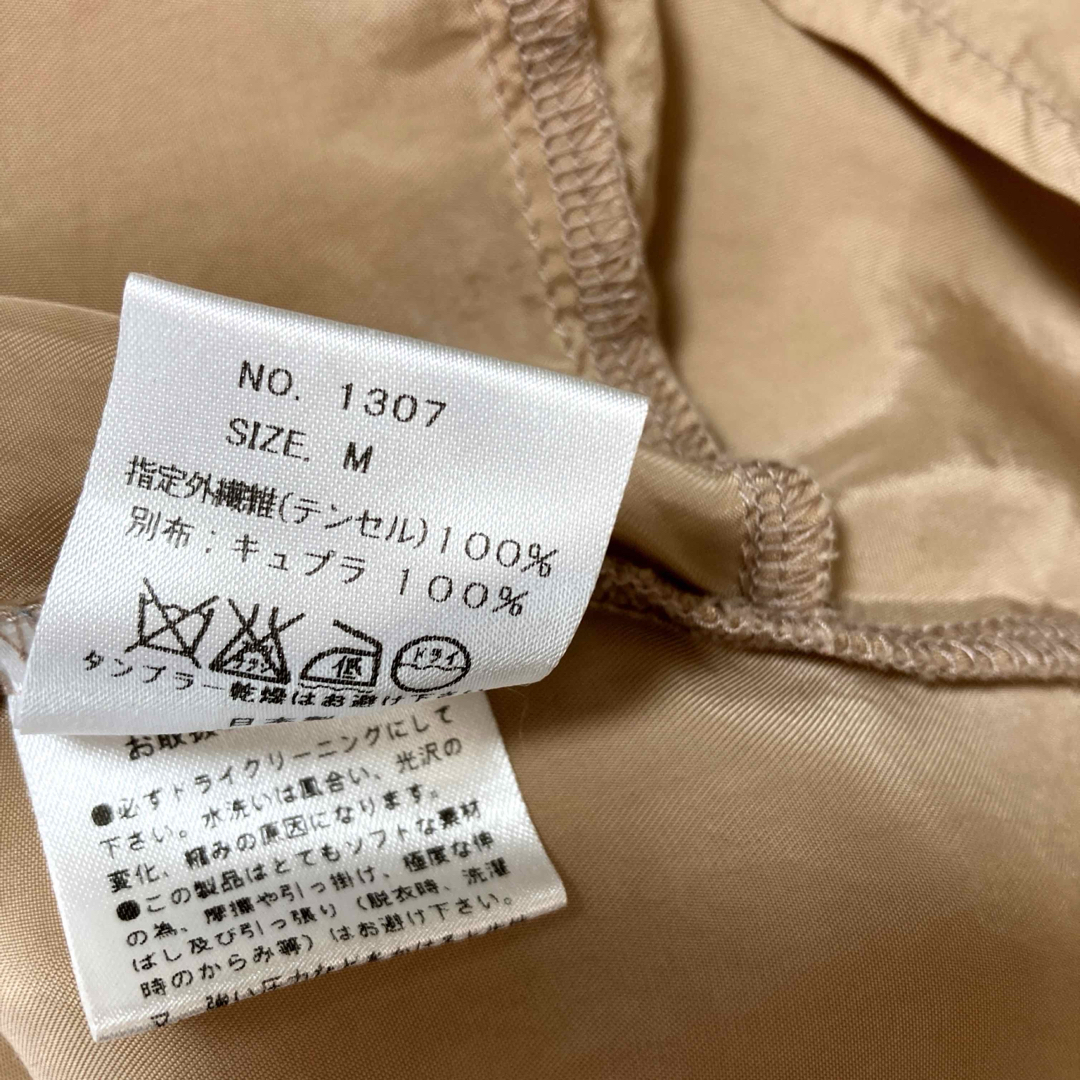 NO. 1307
SIZE. M
指定外繊維(テンセル)100%
別布:キュプラ 100%
低 ドライ
タンブラー乾燥はお避け下さい
お取扱
●必ずドライクリーニングにして
下さい。水洗いは風合い、光沢の
変化、縮みの原因になります。
●この製品はとてもソフトな素材
の為、摩擦や引っ掛け、極度な伸
ばし及び引っ張り(脱衣時、洗濯
時のからみ等)はお避け下さい。